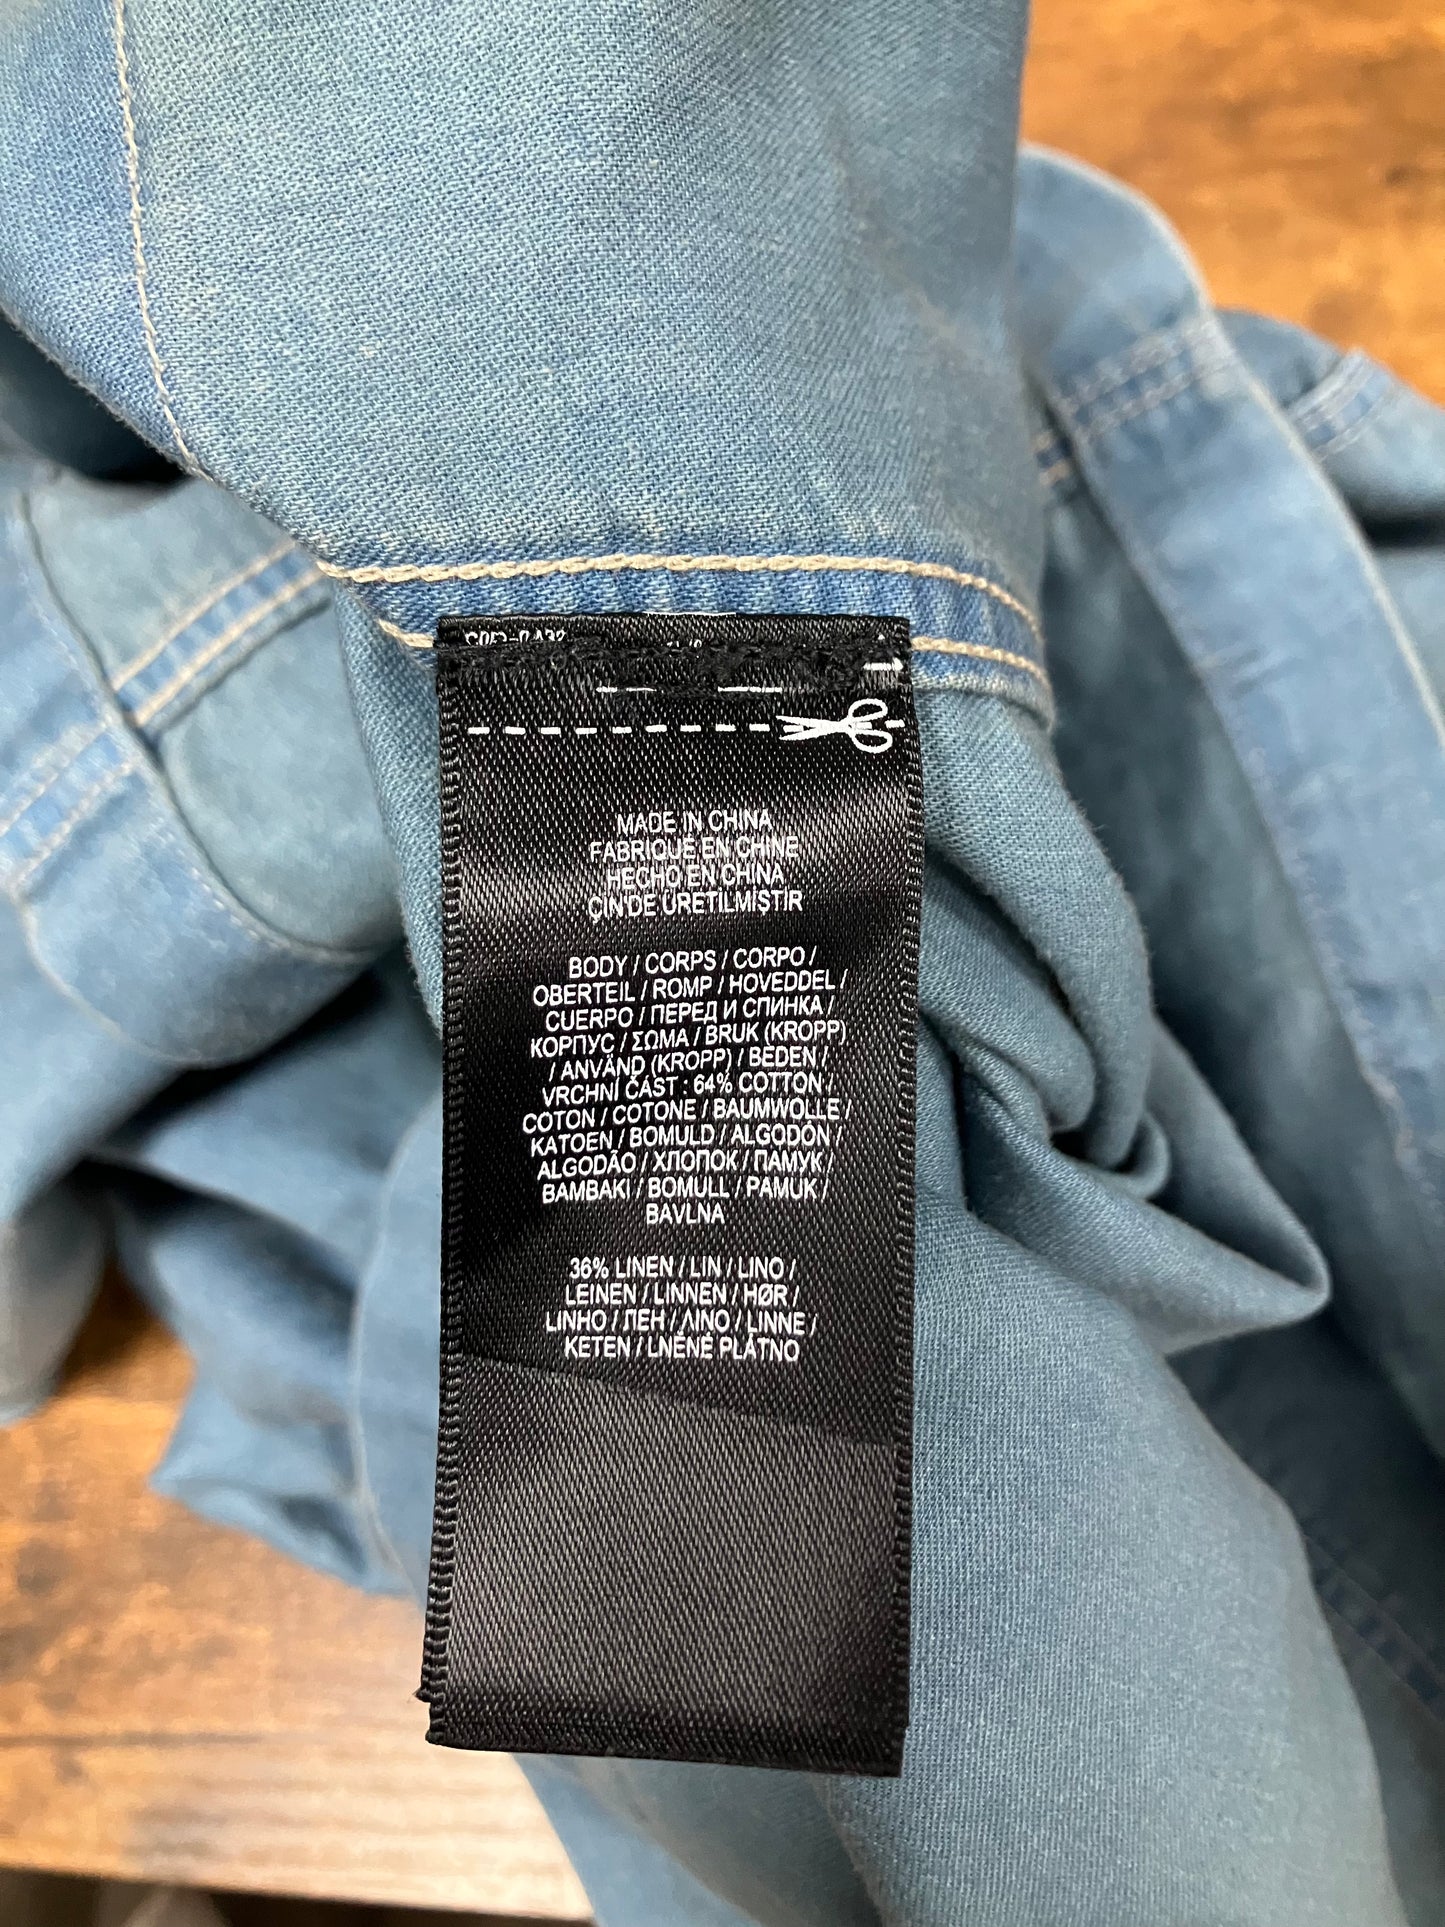 MADE IN CHINA
FABRIQUÉ EN CHINE
HECHO EN CHINA
ÇİN'DE ÜRETİLMİŞTİR
BODY / CORPS / CORPO /
OBERTEIL / ROMP / HOVEDDEL /
CUERPO / ПЕРЕД И СПИНКА /
КОРПУС / ΣΩΜΑ / BRUK (KROPP)
/ ANVÄND (KROPP) / BEDEN /
VRCHNÍ ČÁST : 64% COTTON /
COTON / COTONE / BAUMWOLLE /
KATOEN / BOMULD / ALGODÓN /
ALGODÃO / ХЛОПОК / ПАМУК /
ΒΑΜΒΑΚΙ / BOMULL / PAMUK /
BAVLNA
36% LINEN / LIN / LINO /
LEINEN / LINNEN / HØR /
LINHO / ЛЕН / ΛΙΝΟ / LINNE /
KETEN / LNĚNÉ PLÁTNO